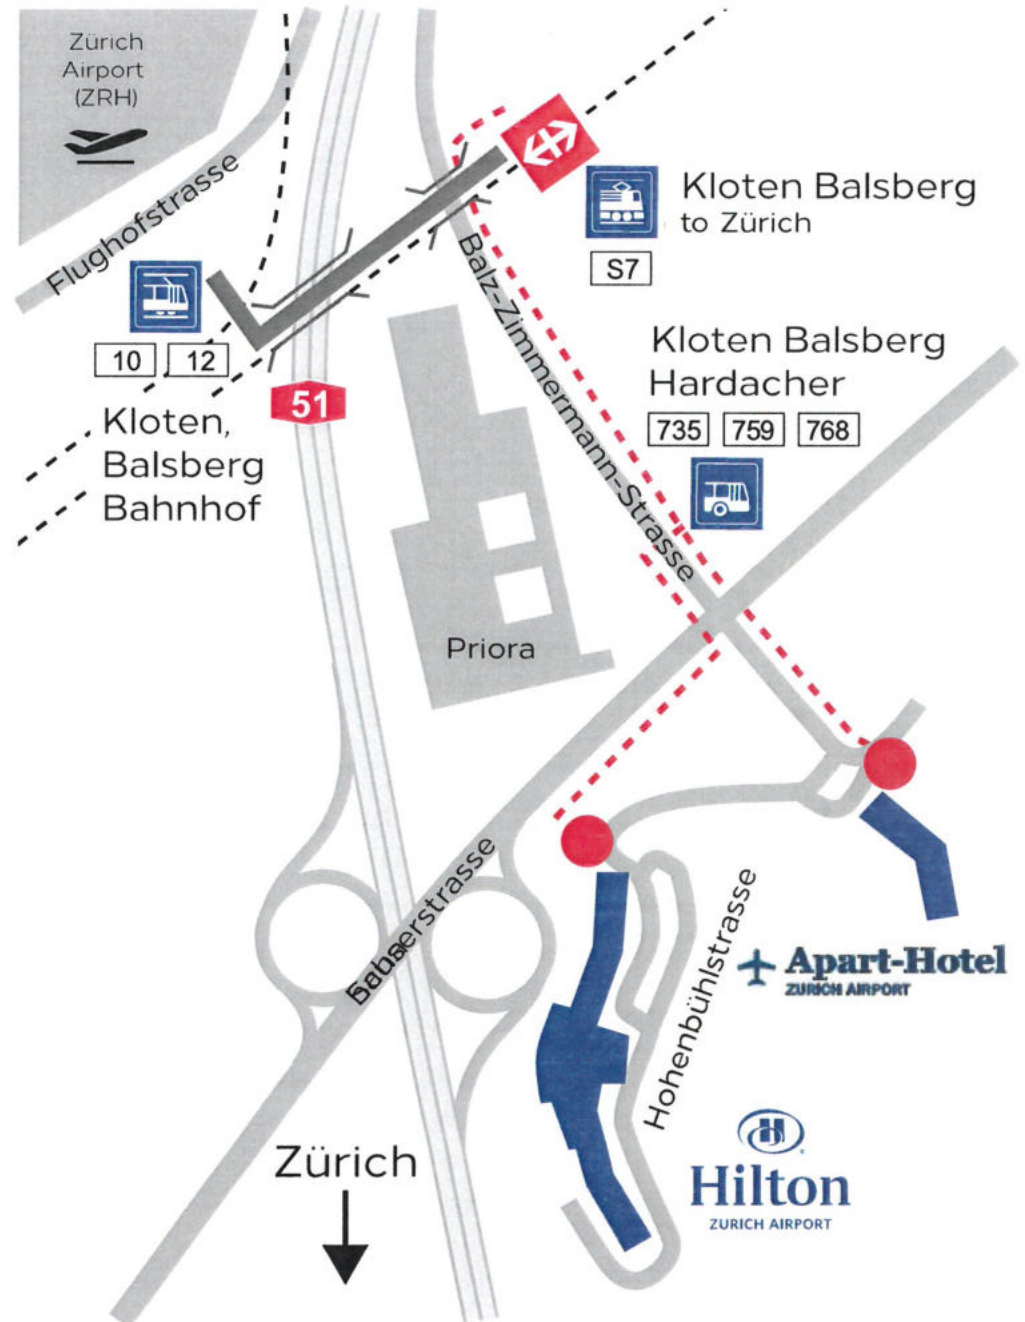 Zürich
Airport
(ZRH)
Flughofstrasse
Kloten Balsberg
to Zürich
S7
Balz-Zimmermann-Strasse
10 12
Kloten,
Balsberg
Bahnhof
51
Kloten Balsberg
Hardacher
735 759 768
Priora
Hohenbühlstrasse
Apart-Hotel
ZURICH AIRPORT
Zürich
H
Hilton
ZURICH AIRPORT